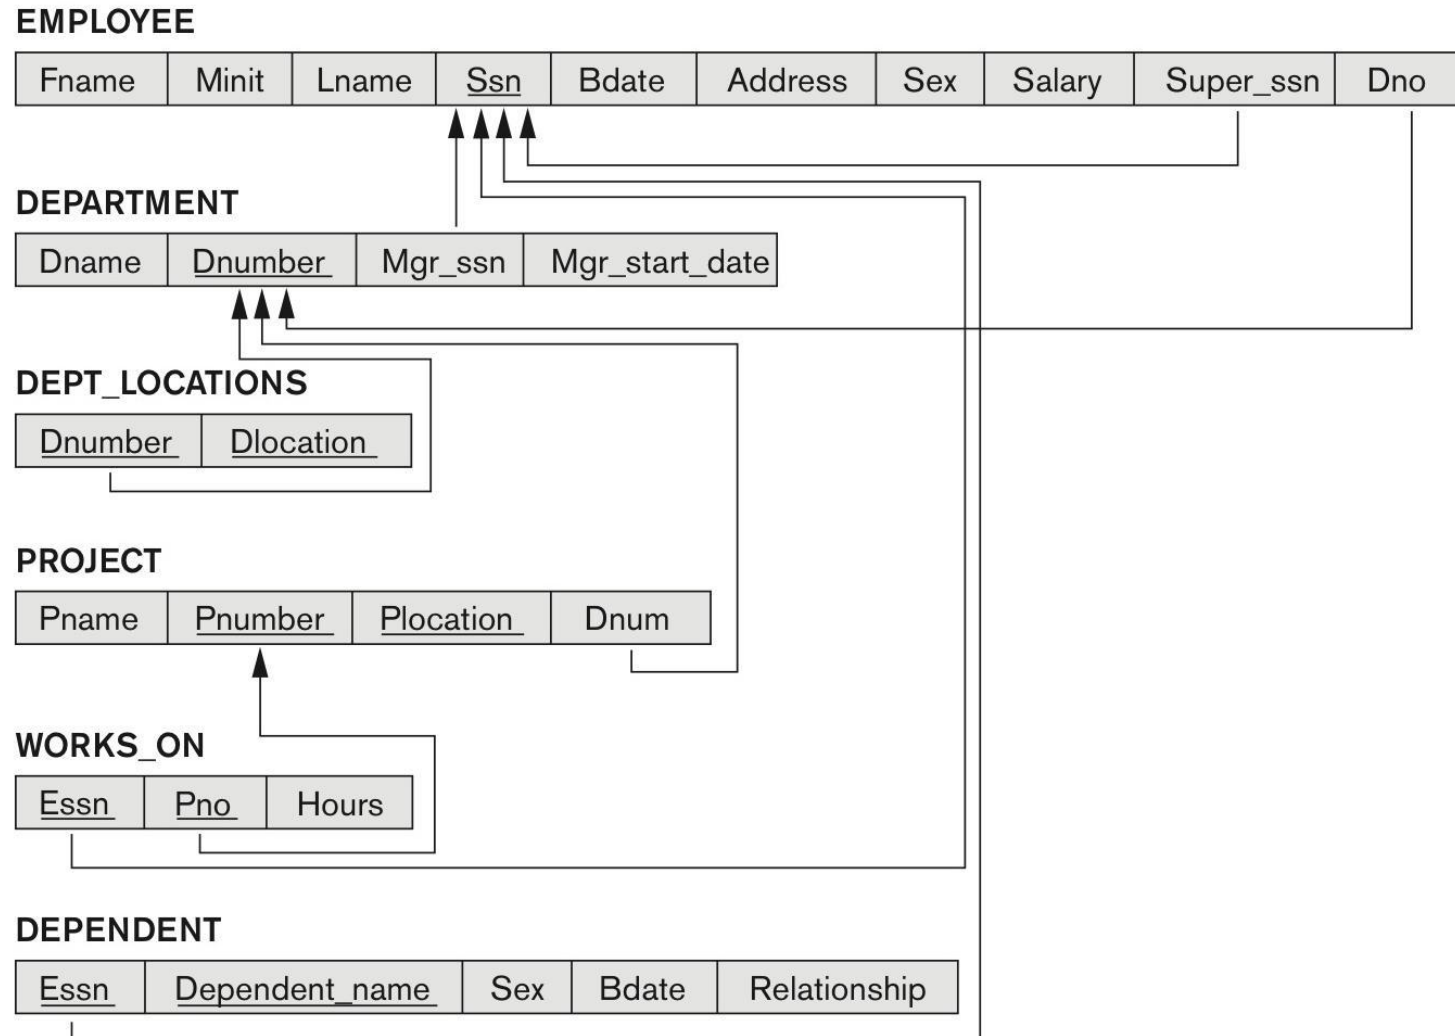 EMPLOYEE
Fname Minit Lname Ssn Bdate Address Sex Salary Super_ssn Dno
DEPARTMENT
Dname Dnumber Mgr_ssn Mgr_start_date
DEPT_LOCATIONS
Dnumber Dlocation
PROJECT
Pname Pnumber Plocation Dnum
WORKS_ON
Essn Pno Hours
DEPENDENT
Essn Dependent_name Sex Bdate Relationship